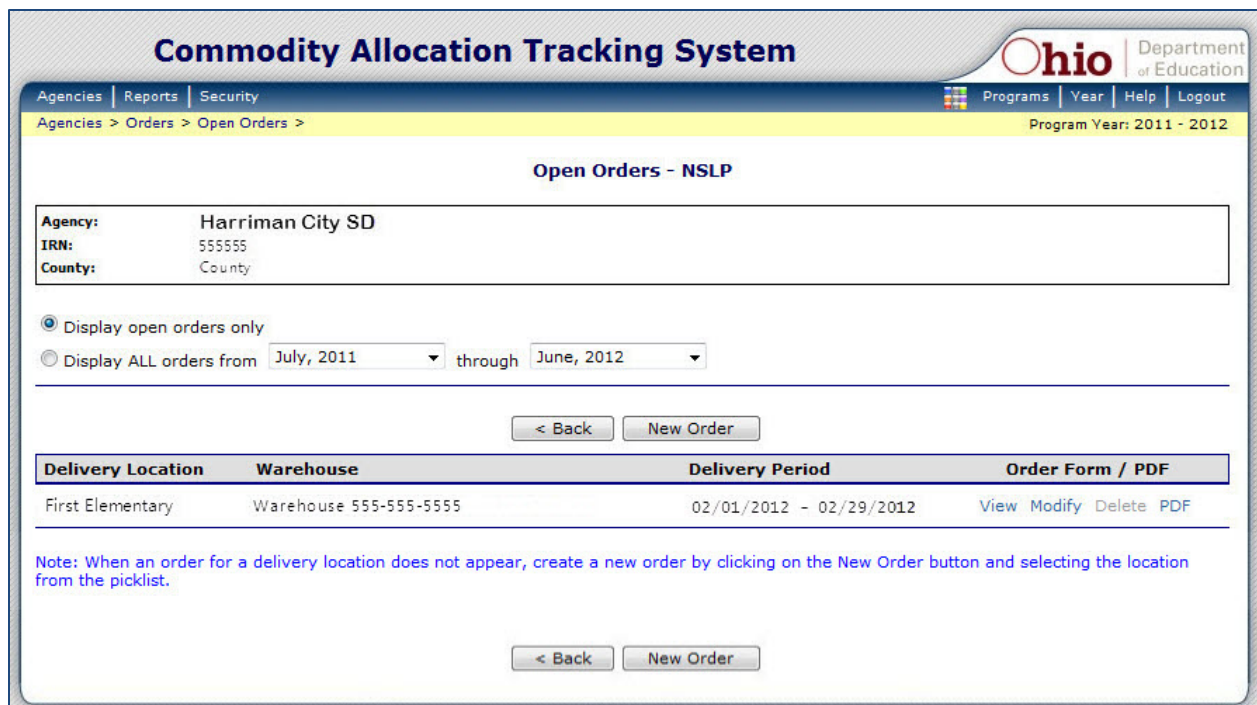 Commodity Allocation Tracking System
Ohio Department of Education
Agencies | Reports | Security Programs | Year | Help | Logout
Agencies > Orders > Open Orders > Program Year: 2011 - 2012
Open Orders - NSLP
Agency: Harriman City SD
IRN: 555555
County: County
Display open orders only
Display ALL orders from July, 2011 through June, 2012
< Back New Order
Delivery Location Warehouse Delivery Period Order Form / PDF
First Elementary Warehouse 555-555-5555 02/01/2012 - 02/29/2012 View Modify Delete PDF
Note: When an order for a delivery location does not appear, create a new order by clicking on the New Order button and selecting the location
from the picklist.
< Back New Order